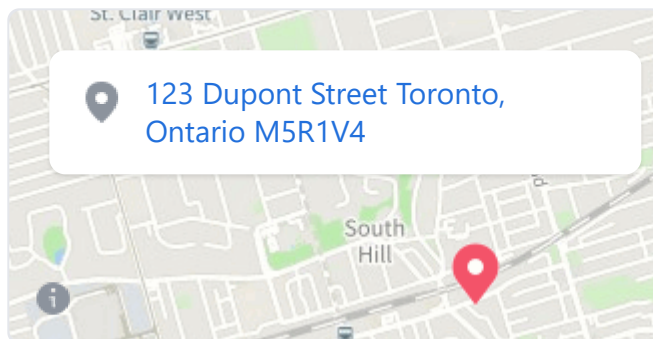 St. Clair West
123 Dupont Street Toronto,
Ontario M5R1V4
South
Hill